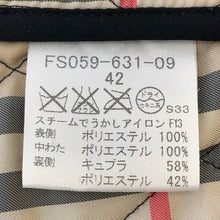 FS059-631-09
42
ドライ
セキユ系
S33
スチームでうかしアイロン F13
表側 ポリエステル 100%
中わた ポリエステル 100%
裏側 キュプラ 58%
ポリエステル 42%